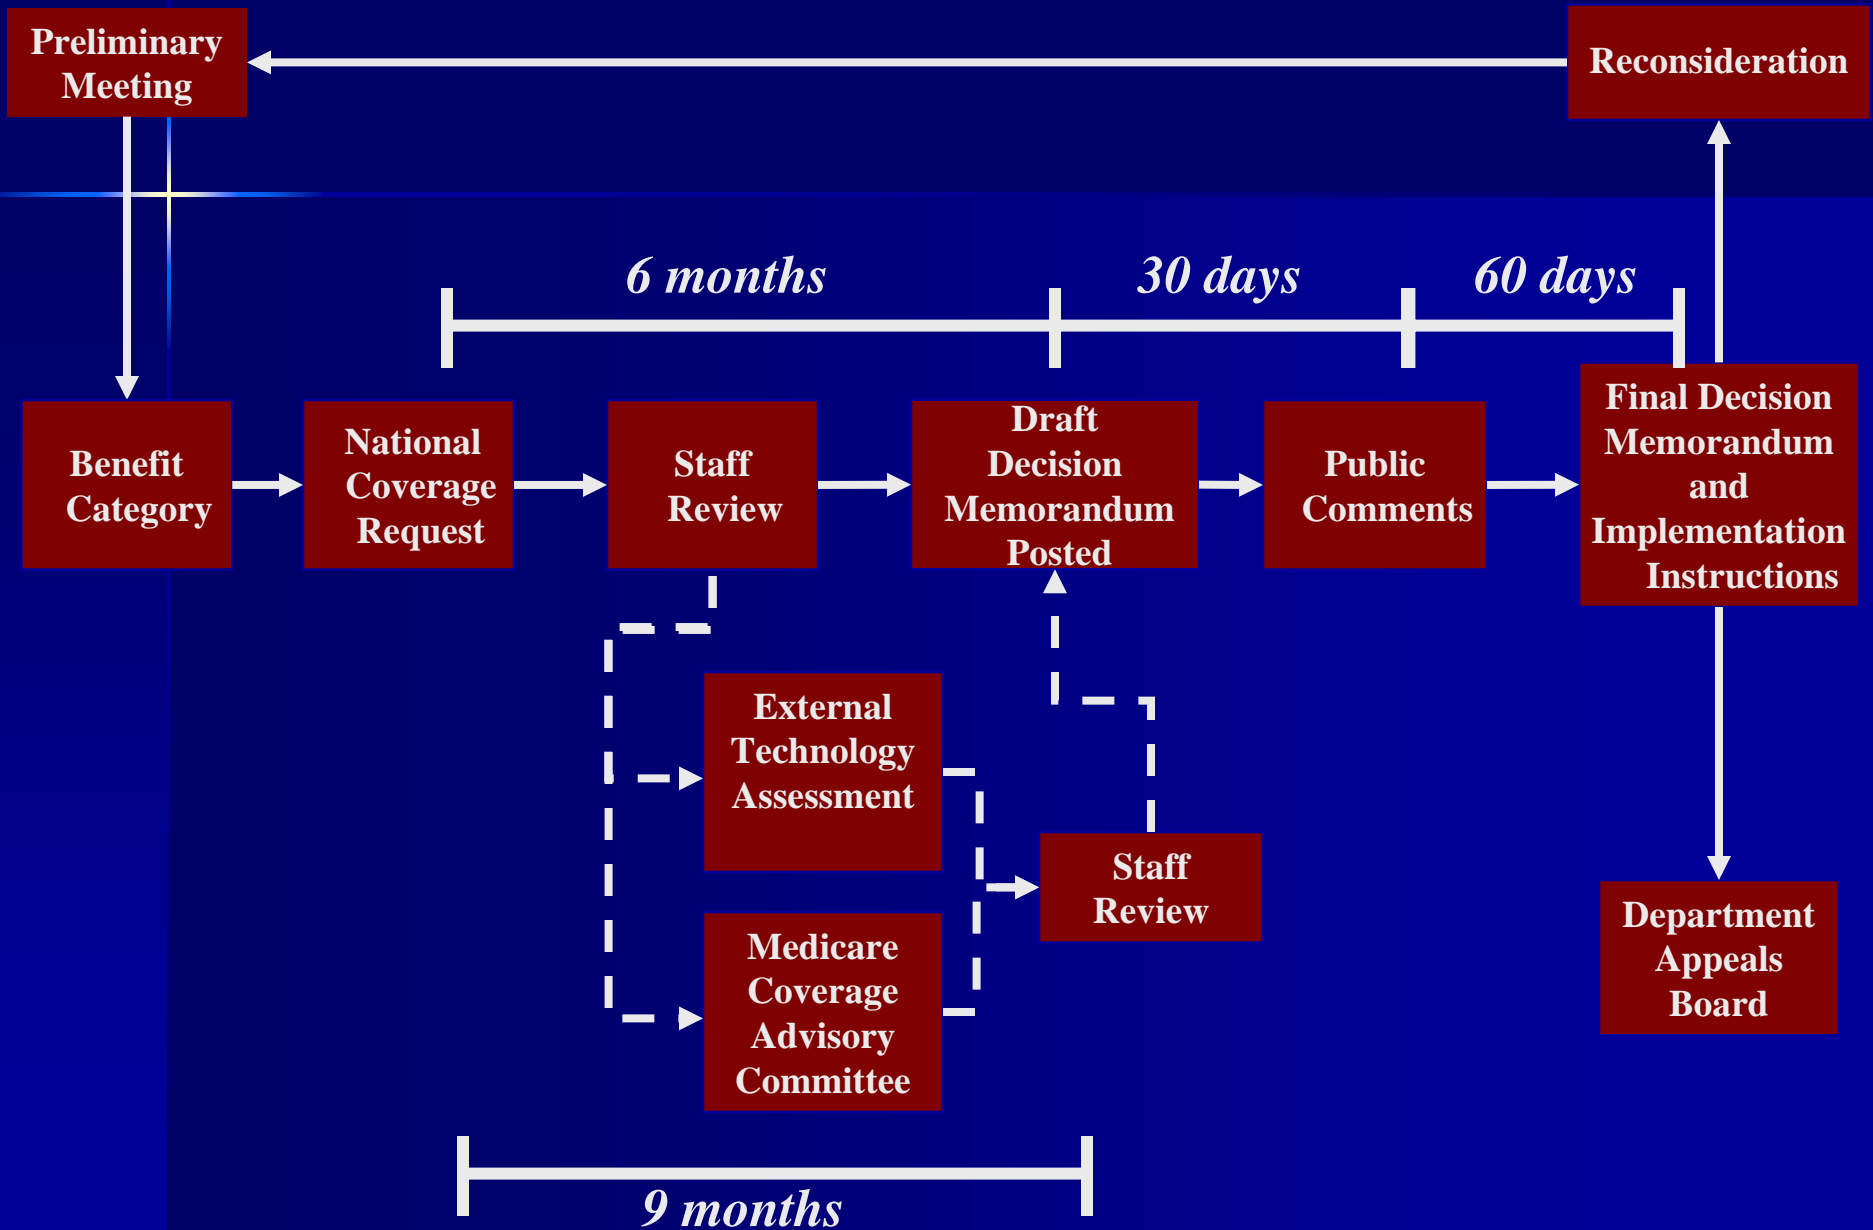 Preliminary
Meeting
Reconsideration
6 months
30 days
60 days
Benefit
Category
National
Coverage
Request
Staff
Review
Draft
Decision
Memorandum
Posted
Public
Comments
Final Decision
Memorandum
and
Implementation
Instructions
External
Technology
Assessment
Staff
Review
Medicare
Coverage
Advisory
Committee
Department
Appeals
Board
9 months